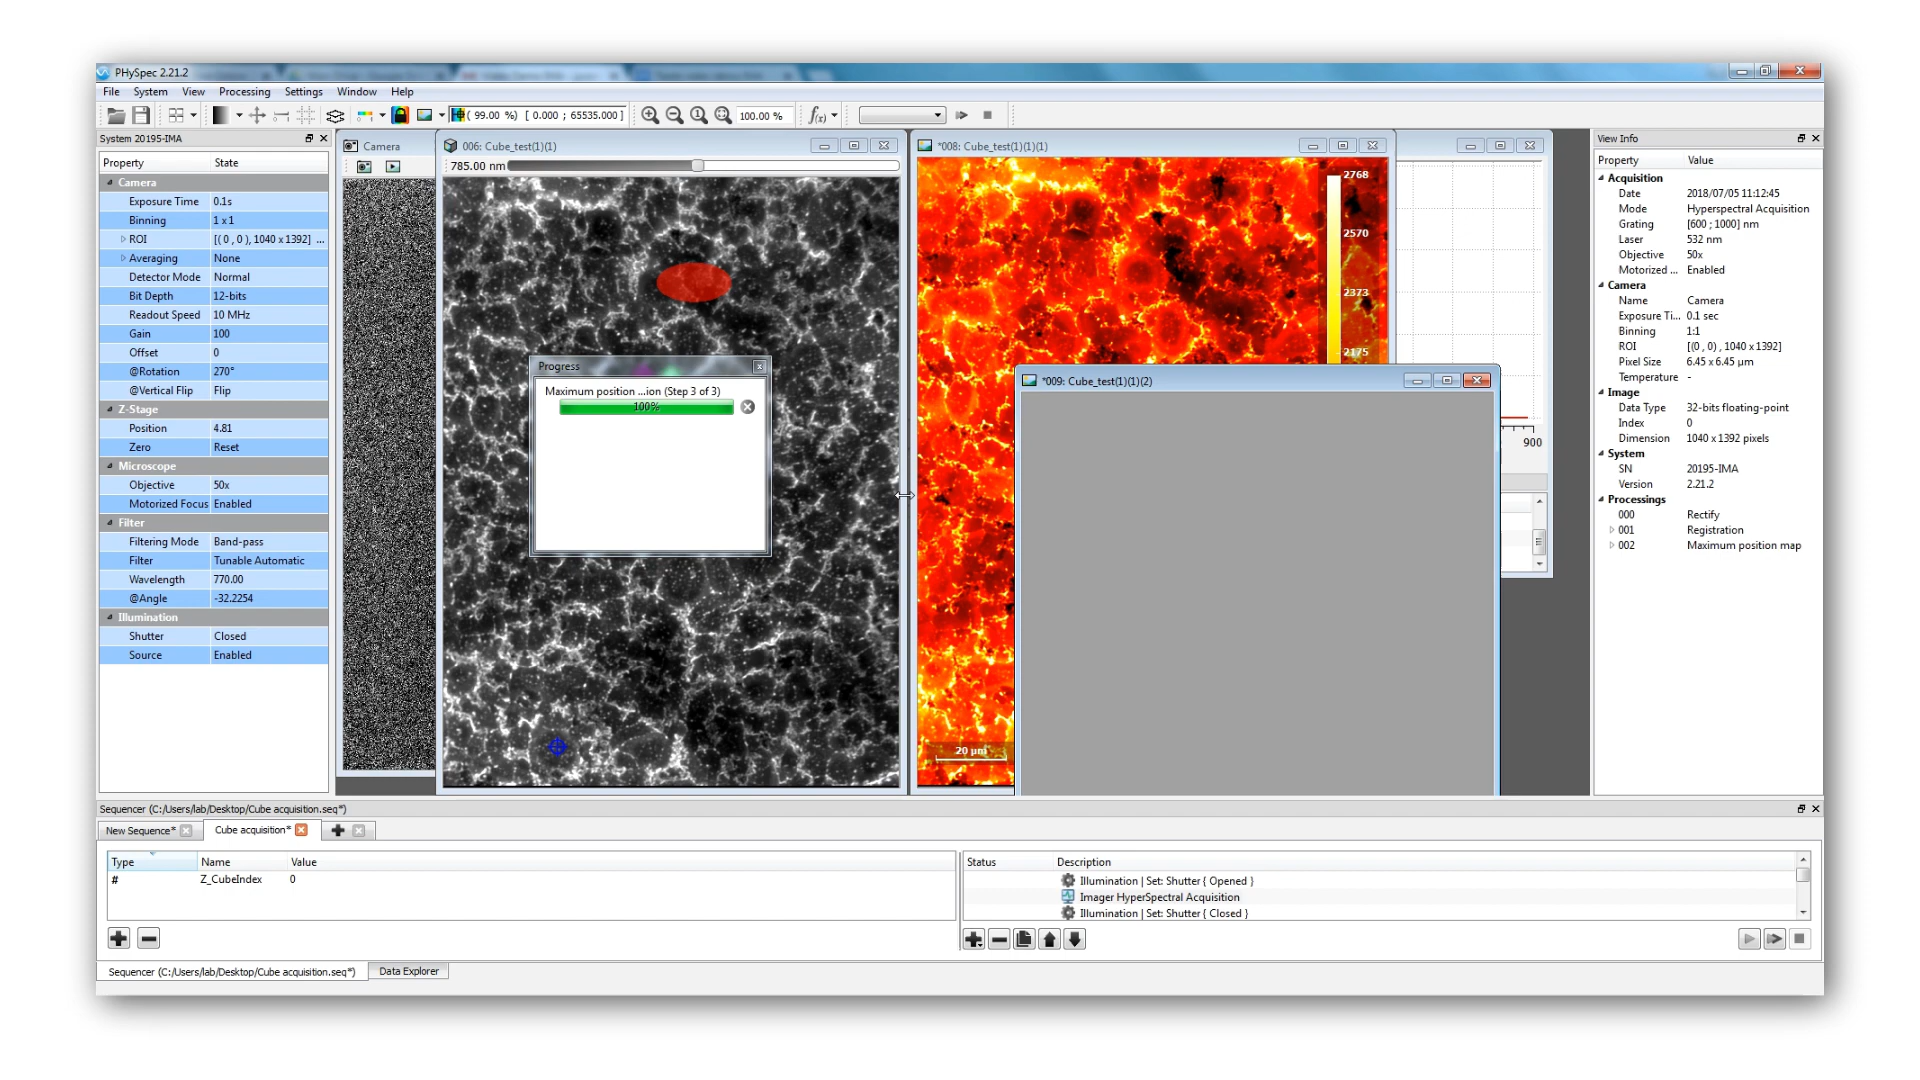 PHySpec 2.21.2
File System View Processing Settings Window Help
( 99.00 %) [ 0.000 ; 65535.000 ] 100.00 % f(x)
System 20195-IMA
Property State
Camera
Exposure Time 0.1s
Binning 1 x 1
ROI [( 0 , 0 ), 1040 x 1392] ...
Averaging None
Detector Mode Normal
Bit Depth 12-bits
Readout Speed 10 MHz
Gain 100
Offset 0
@Rotation 270°
@Vertical Flip Flip
Z-Stage
Position 4.81
Zero Reset
Microscope
Objective 50x
Motorized Focus Enabled
Filter
Filtering Mode Band-pass
Filter Tunable Automatic
Wavelength 770.00
@Angle -32.2254
Illumination
Shutter Closed
Source Enabled
Camera
006: Cube_test(1)(1)
785.00 nm
Progress
Maximum position ...ion (Step 3 of 3)
100%
*008: Cube_test(1)(1)(1)
2768
2570
2373
2175
20 µm
*009: Cube_test(1)(1)(2)
900
View Info
Property Value
Acquisition
Date 2018/07/05 11:12:45
Mode Hyperspectral Acquisition
Grating [600 ; 1000] nm
Laser 532 nm
Objective 50x
Motorized ... Enabled
Camera
Name Camera
Exposure Ti... 0.1 sec
Binning 1:1
ROI [(0 , 0) , 1040 x 1392]
Pixel Size 6.45 x 6.45 µm
Temperature -
Image
Data Type 32-bits floating-point
Index 0
Dimension 1040 x 1392 pixels
System
SN 20195-IMA
Version 2.21.2
Processings
000 Rectify
001 Registration
002 Maximum position map
Sequencer (C:/Users/lab/Desktop/Cube acquisition.seq*)
New Sequence* Cube acquisition*
Type Name Value
# Z_CubeIndex 0
Status Description
Illumination | Set: Shutter { Opened }
Imager HyperSpectral Acquisition
Illumination | Set: Shutter { Closed }
Sequencer (C:/Users/lab/Desktop/Cube acquisition.seq*) Data Explorer